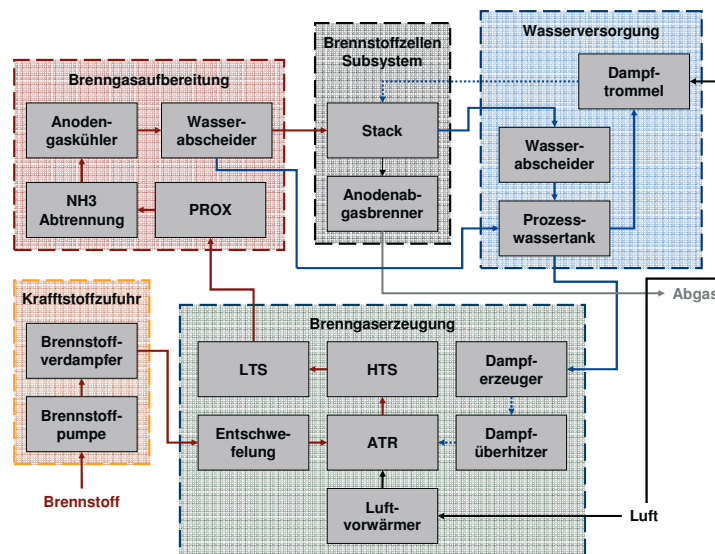 Brennstoffzellen
Subsystem
Wasserversorgung
Brenngasaufbereitung
Dampf-
trommel
Anoden-
gaskühler
Wasser-
abscheider
Stack
Wasser-
abscheider
NH3
Abtrennung
PROX
Anodenab-
gasbrenner
Prozess-
wassertank
Krafftstoffzufuhr
Abgas
Brenngaserzeugung
Brennstoff-
verdampfer
LTS
HTS
Dampf-
erzeuger
Brennstoff-
pumpe
Entschwe-
felung
ATR
Dampf-
überhitzer
Brennstoff
Luft-
vorwärmer
Luft